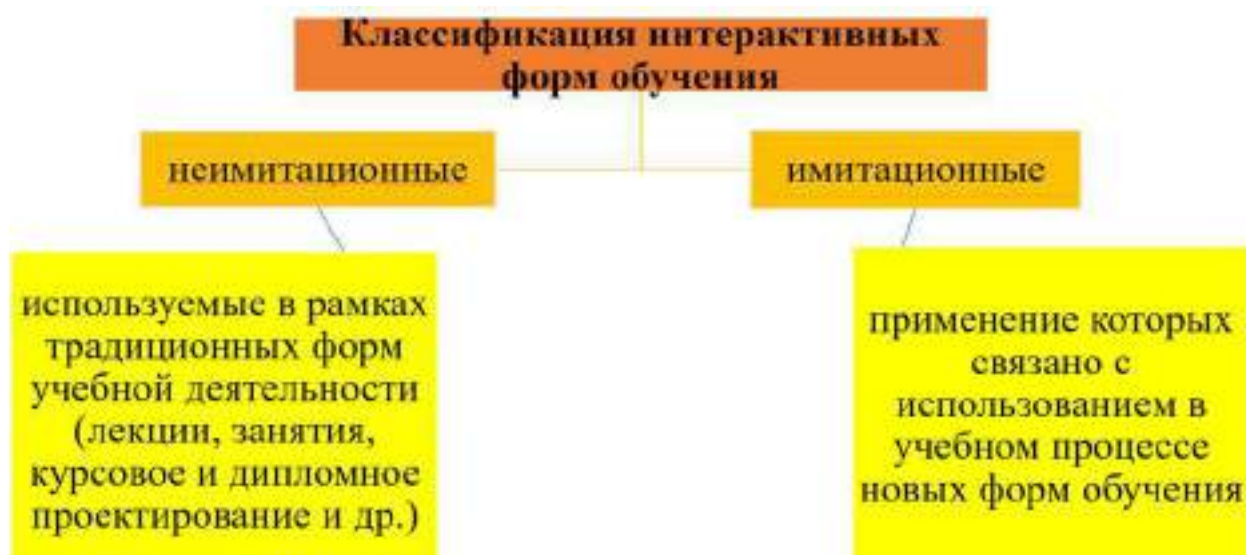 Классификация интерактивных
форм обучения
неимитационные
имитационные
используемые в рамках
традиционных форм
учебной деятельности
(лекции, занятия,
курсовое и дипломное
проектирование и др.)
применение которых
связано с
использованием в
учебном процессе
новых форм обучения